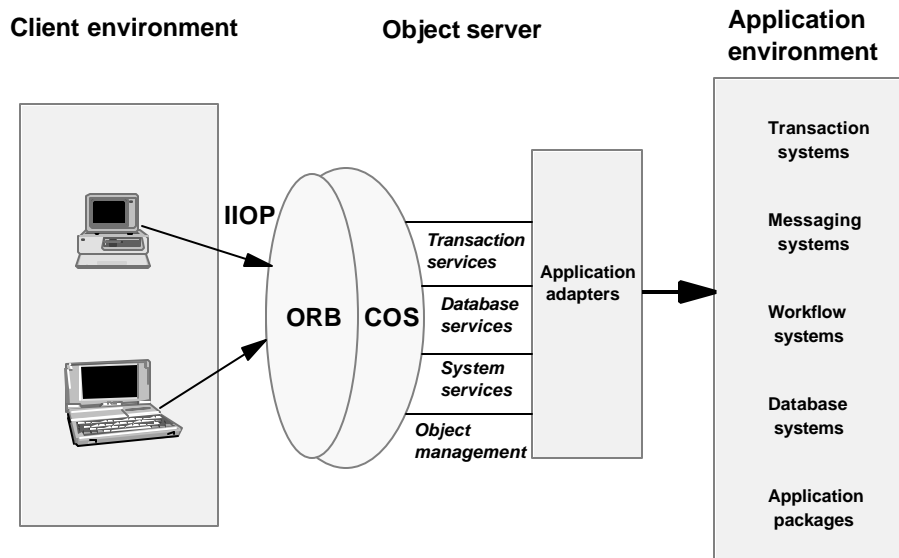 Client environment
Object server
Application
environment
IIOP
ORB
COS
Transaction
services
Database
services
System
services
Object
management
Application
adapters
Transaction
systems
Messaging
systems
Workflow
systems
Database
systems
Application
packages